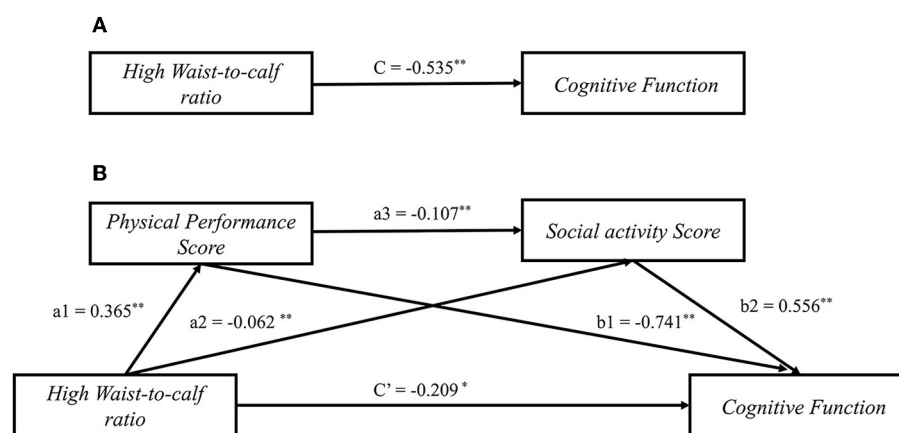 A
High Waist-to-calf
ratio
C = -0.535**
Cognitive Function
B
Physical Performance
Score
a3 = -0.107**
Social activity Score
a1 = 0.365**
a2 = -0.062 **
b1 = -0.741**
b2 = 0.556**
High Waist-to-calf
ratio
C’ = -0.209 *
Cognitive Function